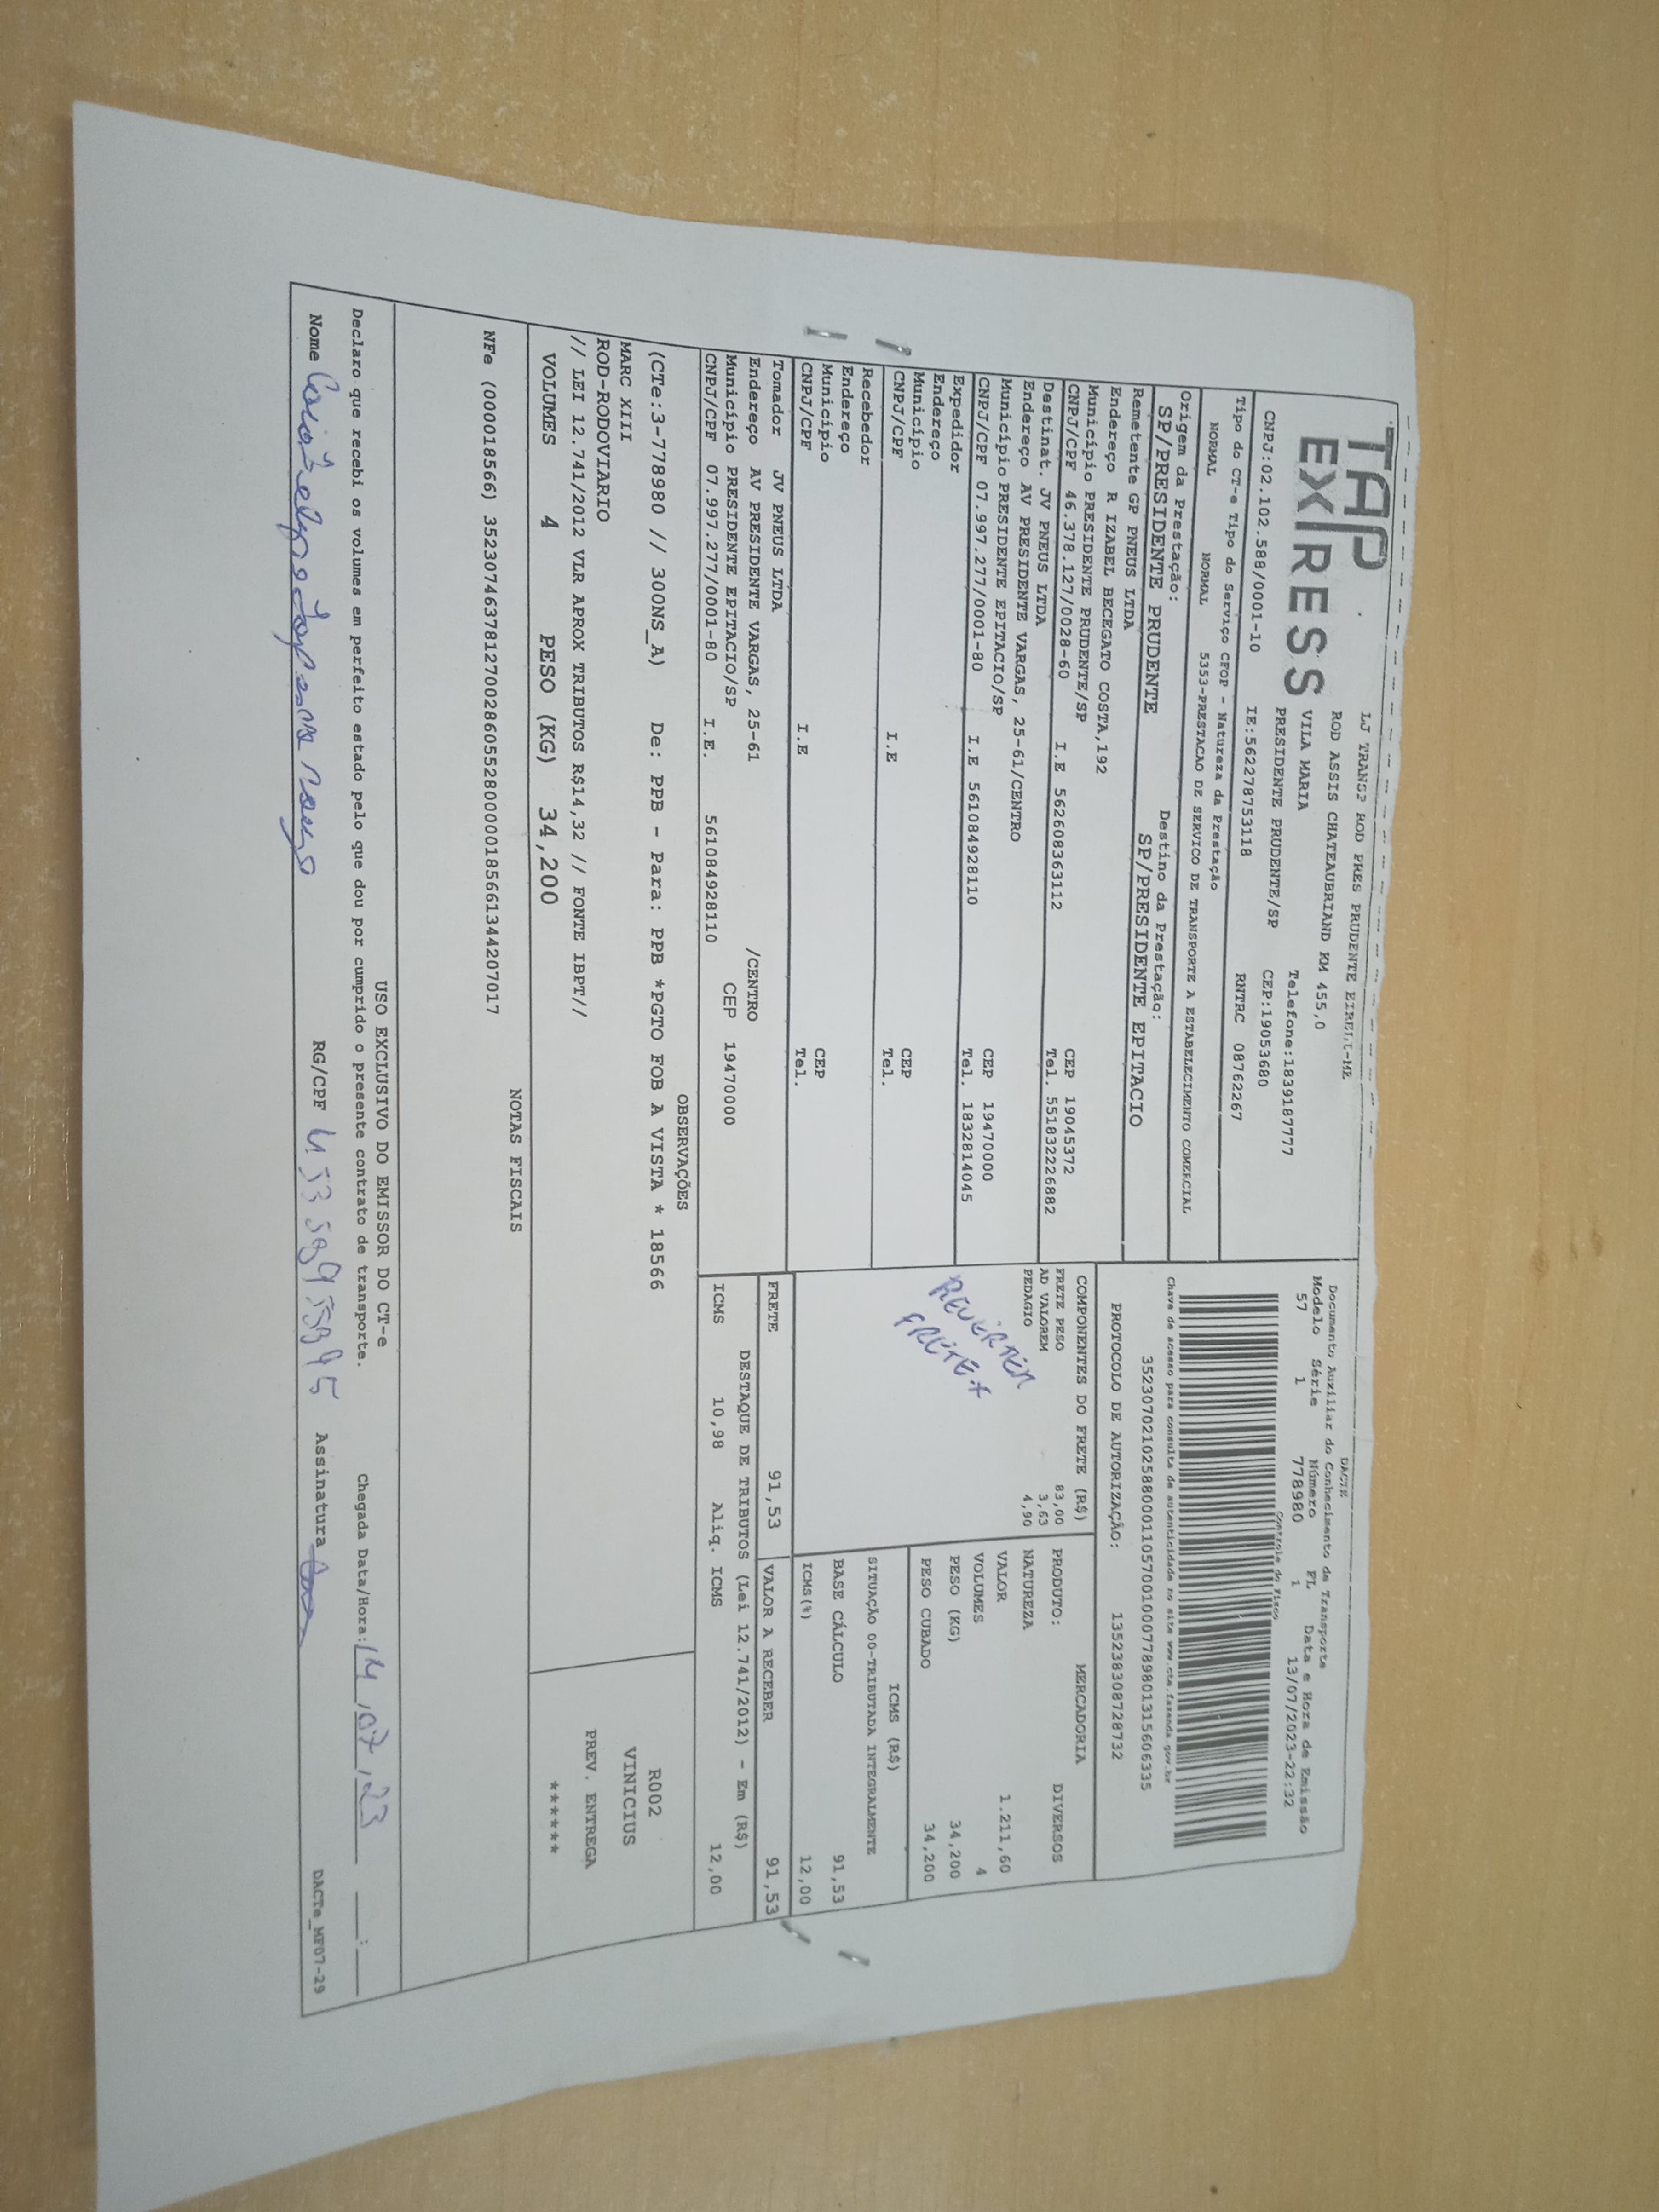 TAP EXPRESS
LJ TRANSP ROD PRES PRUDENTE EIRELI-ME
ROD ASSIS CHATEAUBRIAND KM 455,0
VILA MARIA Telefone:1839187777
PRESIDENTE PRUDENTE/SP CEP:19053680
CNPJ:02.102.588/0001-10 IE:562278753118 RNTRC 08762267
Tipo do CT-e Tipo do Serviço CFOP - Natureza da Prestação
NORMAL NORMAL 5353-PRESTACAO DE SERVICO DE TRANSPORTE A ESTABELECIMENTO COMERCIAL
Origem da Prestação: Destino da Prestação:
SP/PRESIDENTE PRUDENTE SP/PRESIDENTE EPITACIO
DACTE
Documento Auxiliar do Conhecimento de Transporte
Modelo Série Número FL Data e Hora de Emissão
57 1 778980 1 13/07/2023-22:32
Controle do Fisco
Chave de acesso para consulta de autenticidade no site www.cte.fazenda.gov.br
35230702102588000110570010007789801315606335
PROTOCOLO DE AUTORIZAÇÃO: 135238308728732
Remetente GP PNEUS LTDA
Endereço R IZABEL BECEGATO COSTA,192
Município PRESIDENTE PRUDENTE/SP CEP 19045372
CNPJ/CPF 46.378.127/0028-60 I.E 562608363112 Tel. 551832226882
Destinat. JV PNEUS LTDA
Endereço AV PRESIDENTE VARGAS, 25-61/CENTRO
Município PRESIDENTE EPITACIO/SP CEP 19470000
CNPJ/CPF 07.997.277/0001-80 I.E 561084928110 Tel. 1832814045
Expedidor
Endereço
Município CEP
CNPJ/CPF I.E Tel.
Recebedor
Endereço
Município CEP
CNPJ/CPF I.E Tel.
Tomador JV PNEUS LTDA
Endereço AV PRESIDENTE VARGAS, 25-61 /CENTRO
Município PRESIDENTE EPITACIO/SP CEP 19470000
CNPJ/CPF 07.997.277/0001-80 I.E. 561084928110
COMPONENTES DO FRETE (R$)
FRETE PESO 83,00
AD VALOREM 3,63
PEDAGIO 4,90
REVERTER
FRETE
MERCADORIA
PRODUTO: DIVERSOS
NATUREZA
VALOR 1.211,60
VOLUMES 4
PESO (KG) 34,200
PESO CUBADO 34,200
ICMS (R$)
SITUAÇÃO 00-TRIBUTADA INTEGRALMENTE
BASE CÁLCULO 91,53
ICMS(%) 12,00
FRETE 91,53 VALOR A RECEBER 91,53
DESTAQUE DE TRIBUTOS (Lei 12.741/2012) - Em (R$)
ICMS 10,98 Aliq. ICMS 12,00
OBSERVAÇÕES
(CTe:3-778980 // 300NS_A) De: PPB - Para: PPB *PGTO FOB A VISTA * 18566
MARC XIII
ROD-RODOVIARIO
// LEI 12.741/2012 VLR APROX TRIBUTOS R$14,32 // FONTE IBPT//
VOLUMES 4 PESO (KG) 34,200
R002
VINICIUS
PREV. ENTREGA
******
NOTAS FISCAIS
NFe (000018566) 35230746378127002860552800000185661344207017
USO EXCLUSIVO DO EMISSOR DO CT-e
Declaro que recebi os volumes em perfeito estado pelo que dou por cumprido o presente contrato de transporte. Chegada Data/Hora: 14/07/23 :
Nome RG/CPF Assinatura
DACTe_MF07-29